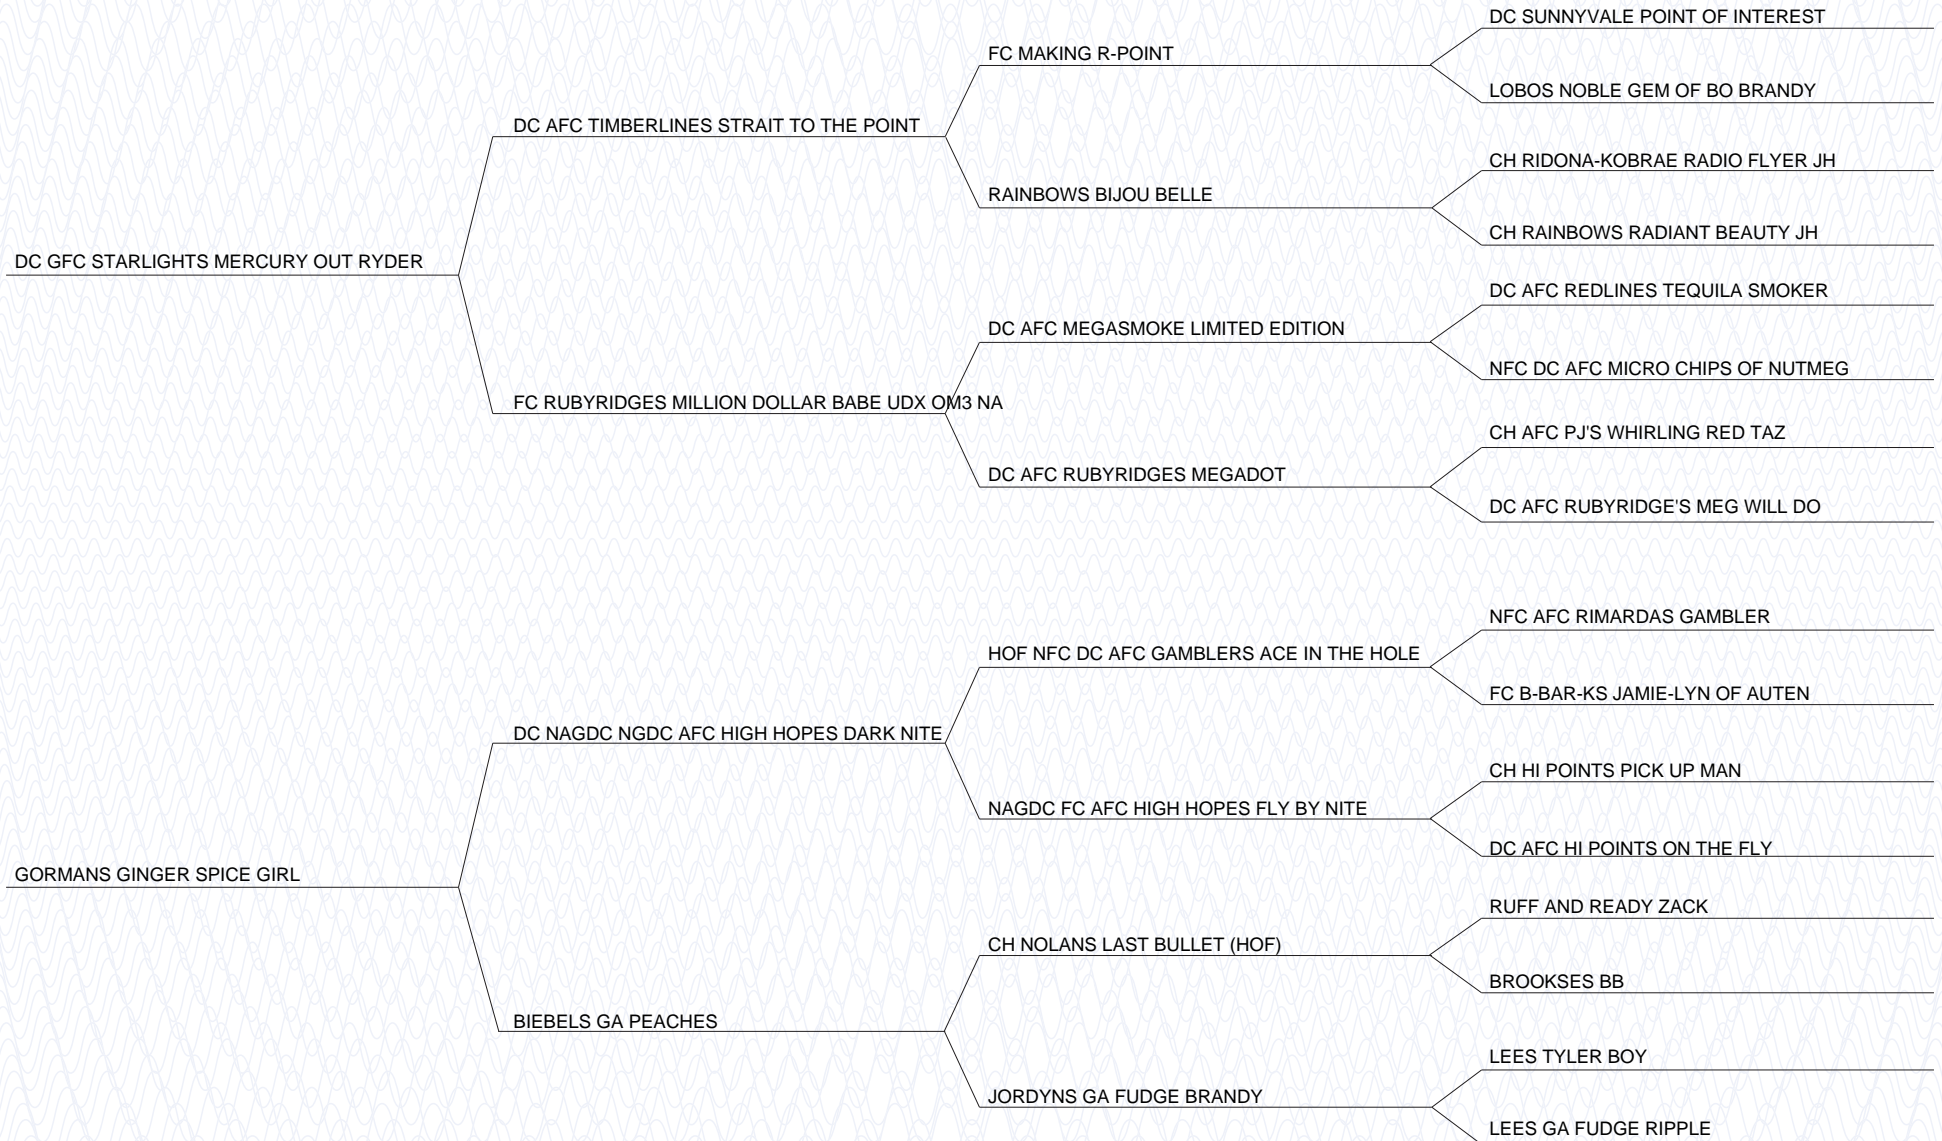 DC SUNNYVALE POINT OF INTEREST
FC MAKING R-POINT
LOBOS NOBLE GEM OF BO BRANDY
DC AFC TIMBERLINES STRAIT TO THE POINT
CH RIDONA-KOBRAE RADIO FLYER JH
RAINBOWS BIJOU BELLE
CH RAINBOWS RADIANT BEAUTY JH
DC GFC STARLIGHTS MERCURY OUT RYDER
DC AFC REDLINES TEQUILA SMOKER
DC AFC MEGASMOKE LIMITED EDITION
NFC DC AFC MICRO CHIPS OF NUTMEG
FC RUBYRIDGES MILLION DOLLAR BABE UDX OM3 NA
CH AFC PJ'S WHIRLING RED TAZ
DC AFC RUBYRIDGES MEGADOT
DC AFC RUBYRIDGE'S MEG WILL DO
NFC AFC RIMARDAS GAMBLER
HOF NFC DC AFC GAMBLERS ACE IN THE HOLE
FC B-BAR-KS JAMIE-LYN OF AUTEN
DC NAGDC NGDC AFC HIGH HOPES DARK NITE
CH HI POINTS PICK UP MAN
NAGDC FC AFC HIGH HOPES FLY BY NITE
DC AFC HI POINTS ON THE FLY
GORMANS GINGER SPICE GIRL
RUFF AND READY ZACK
CH NOLANS LAST BULLET (HOF)
BROOKSES BB
BIEBELS GA PEACHES
LEES TYLER BOY
JORDYNS GA FUDGE BRANDY
LEES GA FUDGE RIPPLE